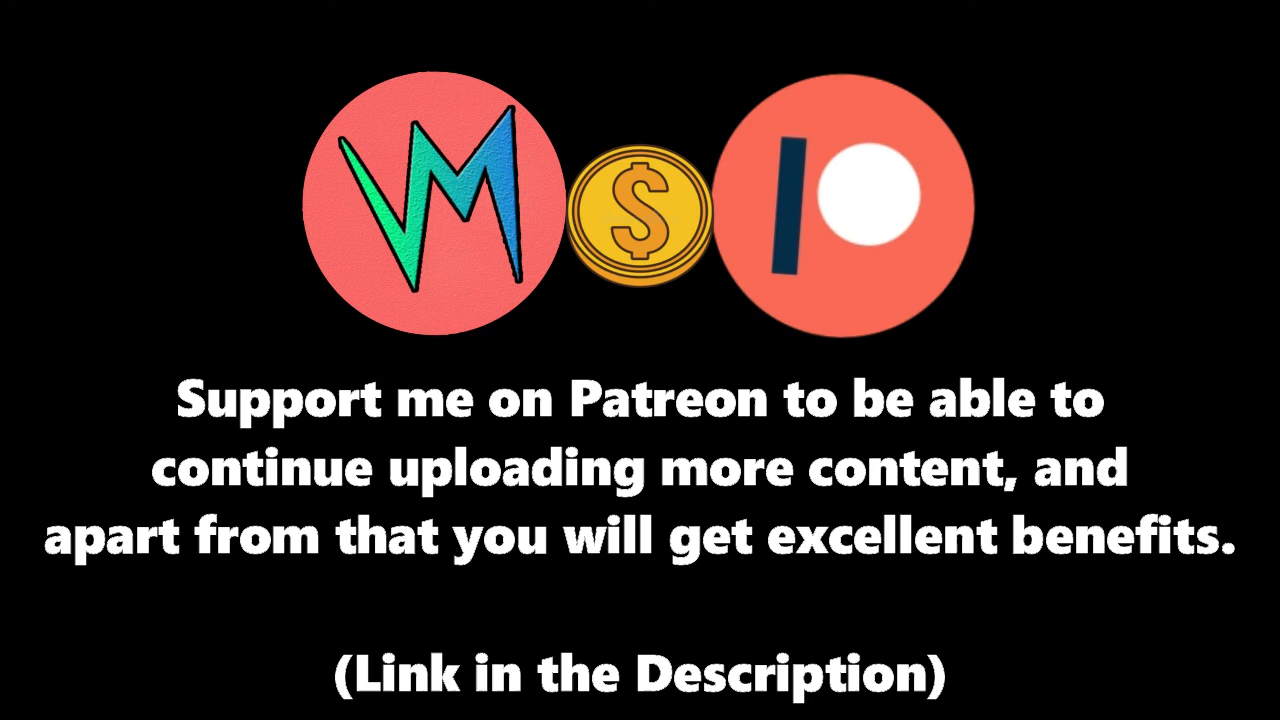 VM
$
Support me on Patreon to be able to
continue uploading more content, and
apart from that you will get excellent benefits.
(Link in the Description)